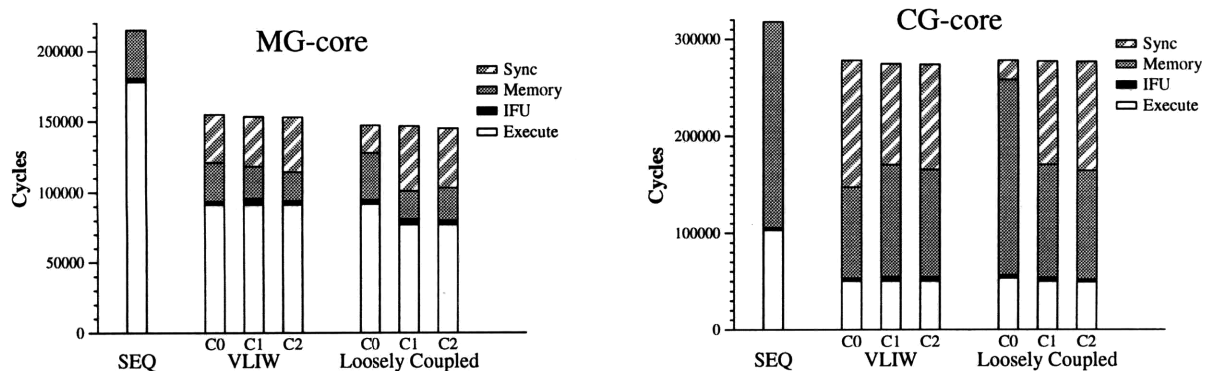 MG-core
200000
150000
100000
50000
0
Cycles
Sync
Memory
IFU
Execute
C0 C1 C2 C0 C1 C2
SEQ VLIW Loosely Coupled
CG-core
300000
200000
100000
0
Cycles
Sync
Memory
IFU
Execute
C0 C1 C2 C0 C1 C2
SEQ VLIW Loosely Coupled